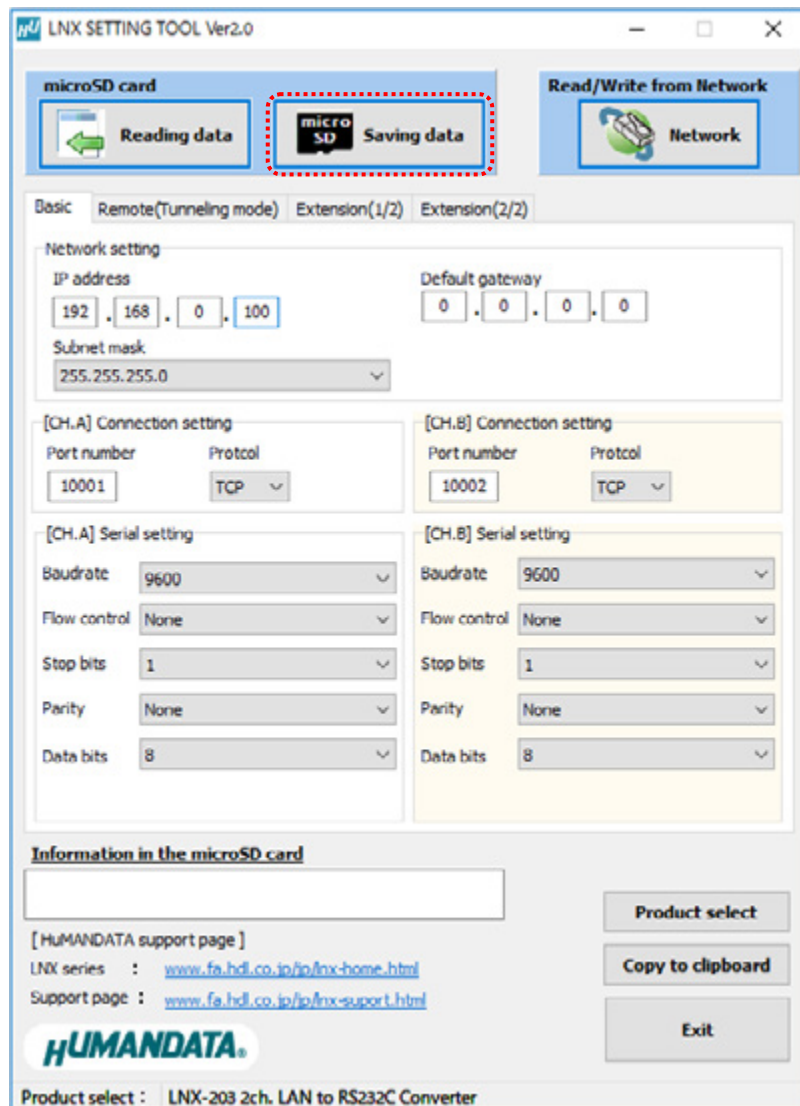 HU LNX SETTING TOOL Ver2.0
microSD card
Reading data
micro
SD
Saving data
Read/Write from Network
Network
Basic Remote(Tunneling mode) Extension(1/2) Extension(2/2)
Network setting
IP address Default gateway
192 . 168 . 0 . 100 0 . 0 . 0 . 0
Subnet mask
255.255.255.0
[CH.A] Connection setting
Port number Protcol
10001 TCP
[CH.B] Connection setting
Port number Protcol
10002 TCP
[CH.A] Serial setting
Baudrate 9600
Flow control None
Stop bits 1
Parity None
Data bits 8
[CH.B] Serial setting
Baudrate 9600
Flow control None
Stop bits 1
Parity None
Data bits 8
Information in the microSD card
[ HuMANDATA support page ]
LNX series : www.fa.hdl.co.jp/jp/lnx-home.html
Support page : www.fa.hdl.co.jp/jp/lnx-suport.html
HUMANDATA®
Product select
Copy to clipboard
Exit
Product select : LNX-203 2ch. LAN to RS232C Converter